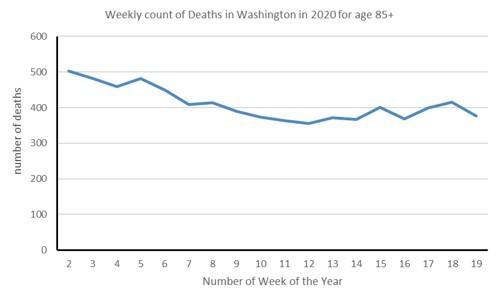 Weekly count of Deaths in Washington in 2020 for age 85+
600
500
400
300
200
100
0
number of deaths
2 3 4 5 6 7 8 9 10 11 12 13 14 15 16 17 18 19
Number of Week of the Year